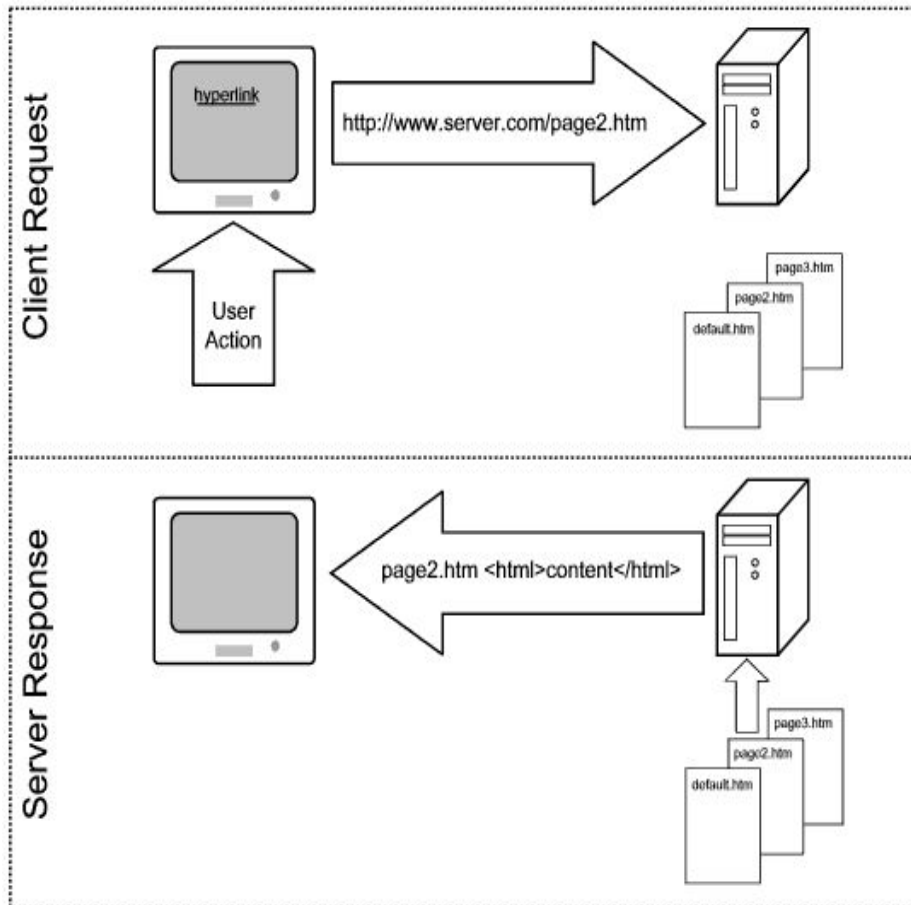 Client Request
hyperlink
http://www.server.com/page2.htm
User
Action
page3.htm
page2.htm
default.htm
Server Response
page2.htm <html>content</html>
page3.htm
page2.htm
default.htm